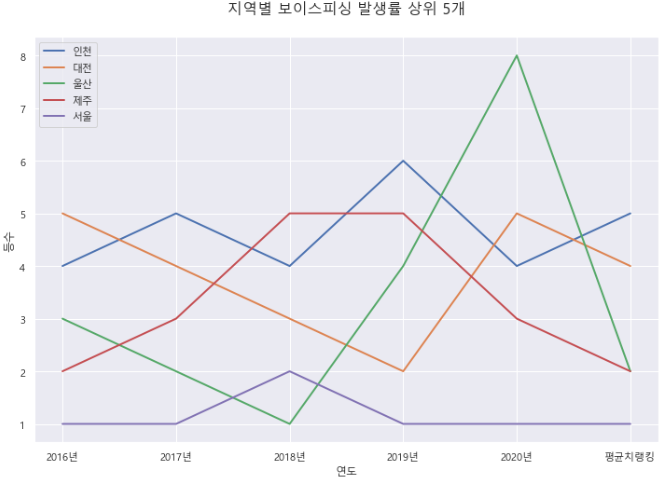 지역별 보이스피싱 발생률 상위 5개
인천
대전
울산
제주
서울
8
7
6
5
4
3
2
1
등수
2016년 2017년 2018년 2019년 2020년 평균치랭킹
연도